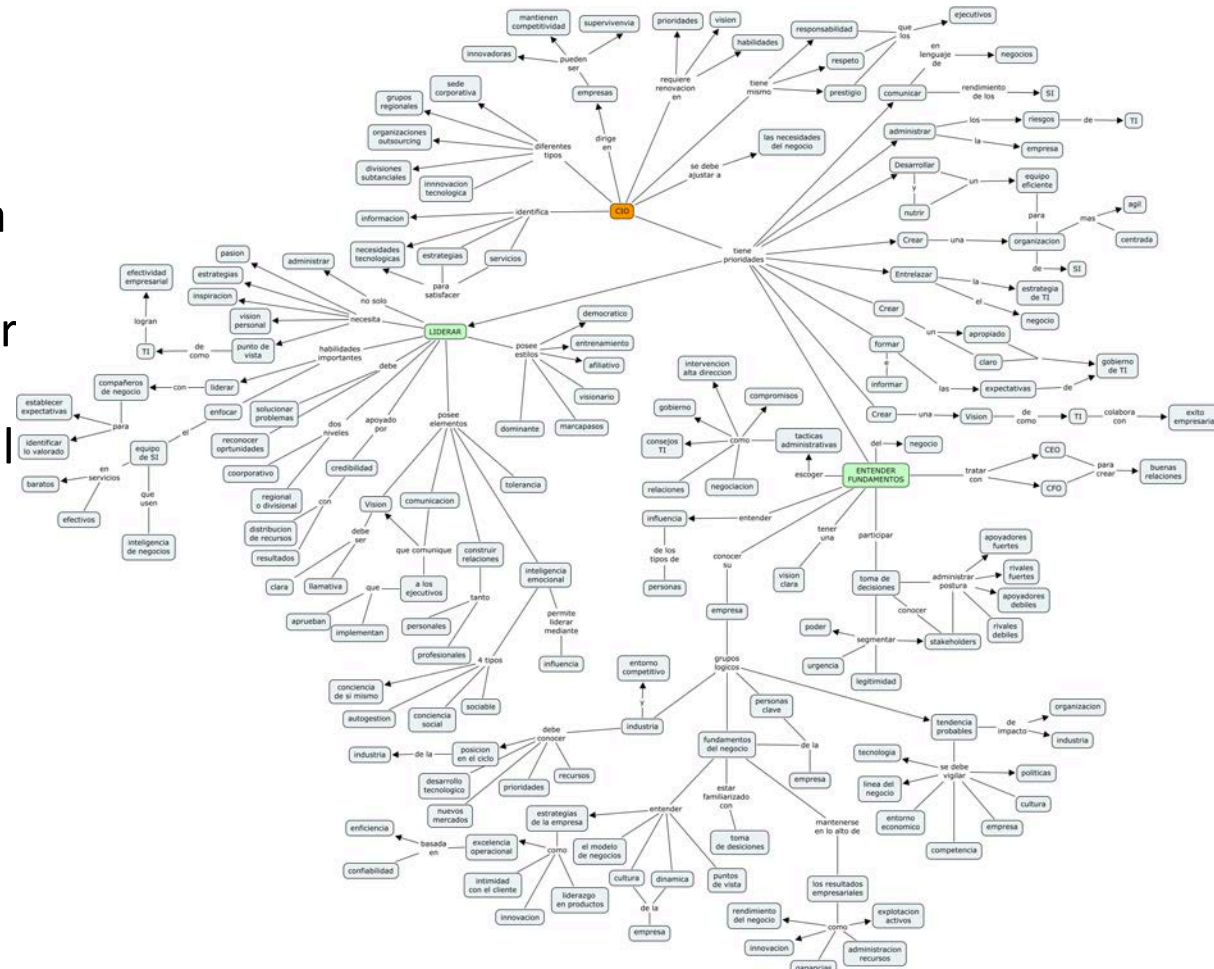 mantienen
competitividad
supervivenvia
innovadoras
pueden
ser
empresas
dirige
en
prioridades
vision
habilidades
requiere
renovacion
en
responsabilidad
que
los
ejecutivos
respeto
prestigio
tiene
mismo
en
lenguaje
de
negocios
comunicar
rendimiento
de los
SI
administrar
los
riesgos
de
TI
la
empresa
las necesidades
del negocio
se debe
ajustar a
sede
corporativa
grupos
regionales
organizaciones
outsourcing
divisiones
subtanciales
innnovacion
tecnologica
diferentes
tipos
CIO
Desarrollar
y
nutrir
un
equipo
eficiente
para
Crear
una
organizacion
mas
agil
centrada
de
SI
Entrelazar
la
estrategia
de TI
el
negocio
Crear
un
apropiado
claro
gobierno
de TI
formar
e
informar
las
expectativas
de
Crear
una
Vision
de
como
TI
colabora
con
exito
empresaria
tiene
prioridades
identifica
informacion
necesidades
tecnologicas
estrategias
servicios
para
satisfacer
n
r
l
pasion
estrategias
inspiracion
vision
personal
punto de
vista
administrar
no solo
necesita
efectividad
empresarial
logran
TI
de
como
LIDERAR
posee
estilos
democratico
entrenamiento
afiliativo
visionario
marcapasos
dominante
habilidades
importantes
liderar
con
compañeros
de negocio
para
establecer
expectativas
identificar
lo valorado
enfocar
el
equipo
de SI
en
servicios
baratos
efectivos
que
usen
inteligencia
de negocios
debe
solucionar
problemas
reconocer
oprtunidades
dos
niveles
coorporativo
regional
o divisional
apoyado
por
credibilidad
con
distribucion
de recursos
resultados
posee
elementos
Vision
debe
ser
clara
llamativa
comunicacion
que comunique
a los
ejecutivos
que
aprueban
implementan
construir
relaciones
tanto
personales
profesionales
tolerancia
inteligencia
emocional
permite
liderar
mediante
influencia
4 tipos
conciencia
de si mismo
autogestion
conciencia
social
sociable
ENTENDER
FUNDAMENTOS
del
negocio
tratar
con
CEO
CFO
para
crear
buenas
relaciones
escoger
tacticas
administrativas
como
intervencion
alta direccion
compromisos
gobierno
consejos
TI
relaciones
negociacion
entender
influencia
de los
tipos de
personas
tener
una
vision
clara
participar
toma de
decisiones
administrar
postura
apoyadores
fuertes
rivales
fuertes
apoyadores
debiles
rivales
debiles
conocer
stakeholders
segmentar
poder
urgencia
legitimidad
conocer
su
empresa
grupos
logicos
industria
y
entorno
competitivo
debe
conocer
posicion
en el ciclo
de la
industria
desarrollo
tecnologico
nuevos
mercados
prioridades
recursos
personas
clave
de la
empresa
fundamentos
del negocio
estar
familiarizado
con
toma
de desiciones
entender
estrategias
de la empresa
como
excelencia
operacional
basada
en
enficiencia
confiabilidad
intimidad
con el cliente
innovacion
liderazgo
en productos
el modelo
de negocios
cultura
dinamica
de la
empresa
puntos
de vista
mantenerse
en lo alto de
los resultados
empresariales
como
rendimiento
del negocio
innovacion
ganancias
administracion
recursos
explotacion
activos
tendencia
probables
de
impacto
organizacion
industria
se debe
vigilar
tecnologia
linea del
negocio
entorno
economico
competencia
empresa
cultura
politicas